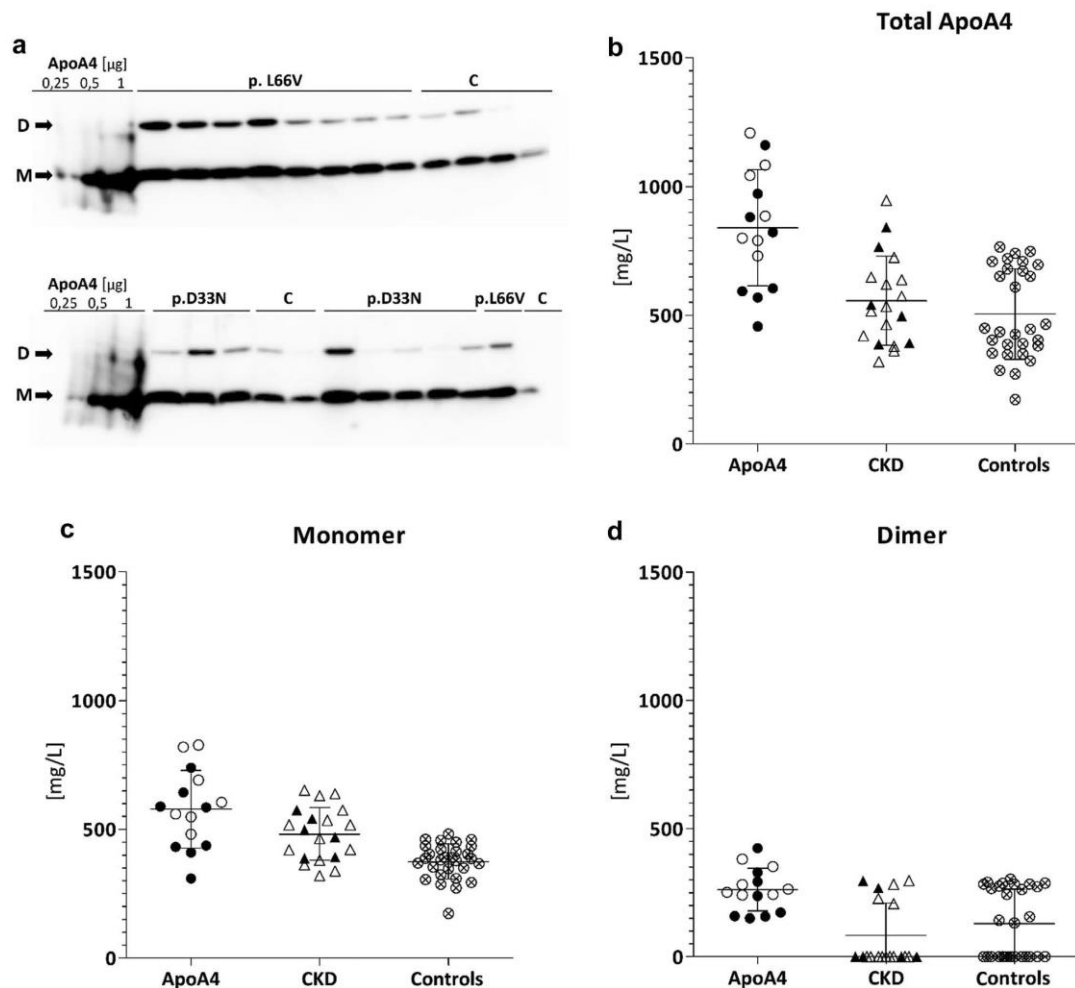 a
ApoA4 [µg]
0,25 0,5 1
p. L66V
C
D
M
ApoA4 [µg]
0,25 0,5 1
p.D33N
C
p.D33N
p.L66V
C
D
M
b
Total ApoA4
1500
1000
500
0
[mg/L]
ApoA4
CKD
Controls
c
Monomer
1500
1000
500
0
[mg/L]
ApoA4
CKD
Controls
d
Dimer
1500
1000
500
0
[mg/L]
ApoA4
CKD
Controls